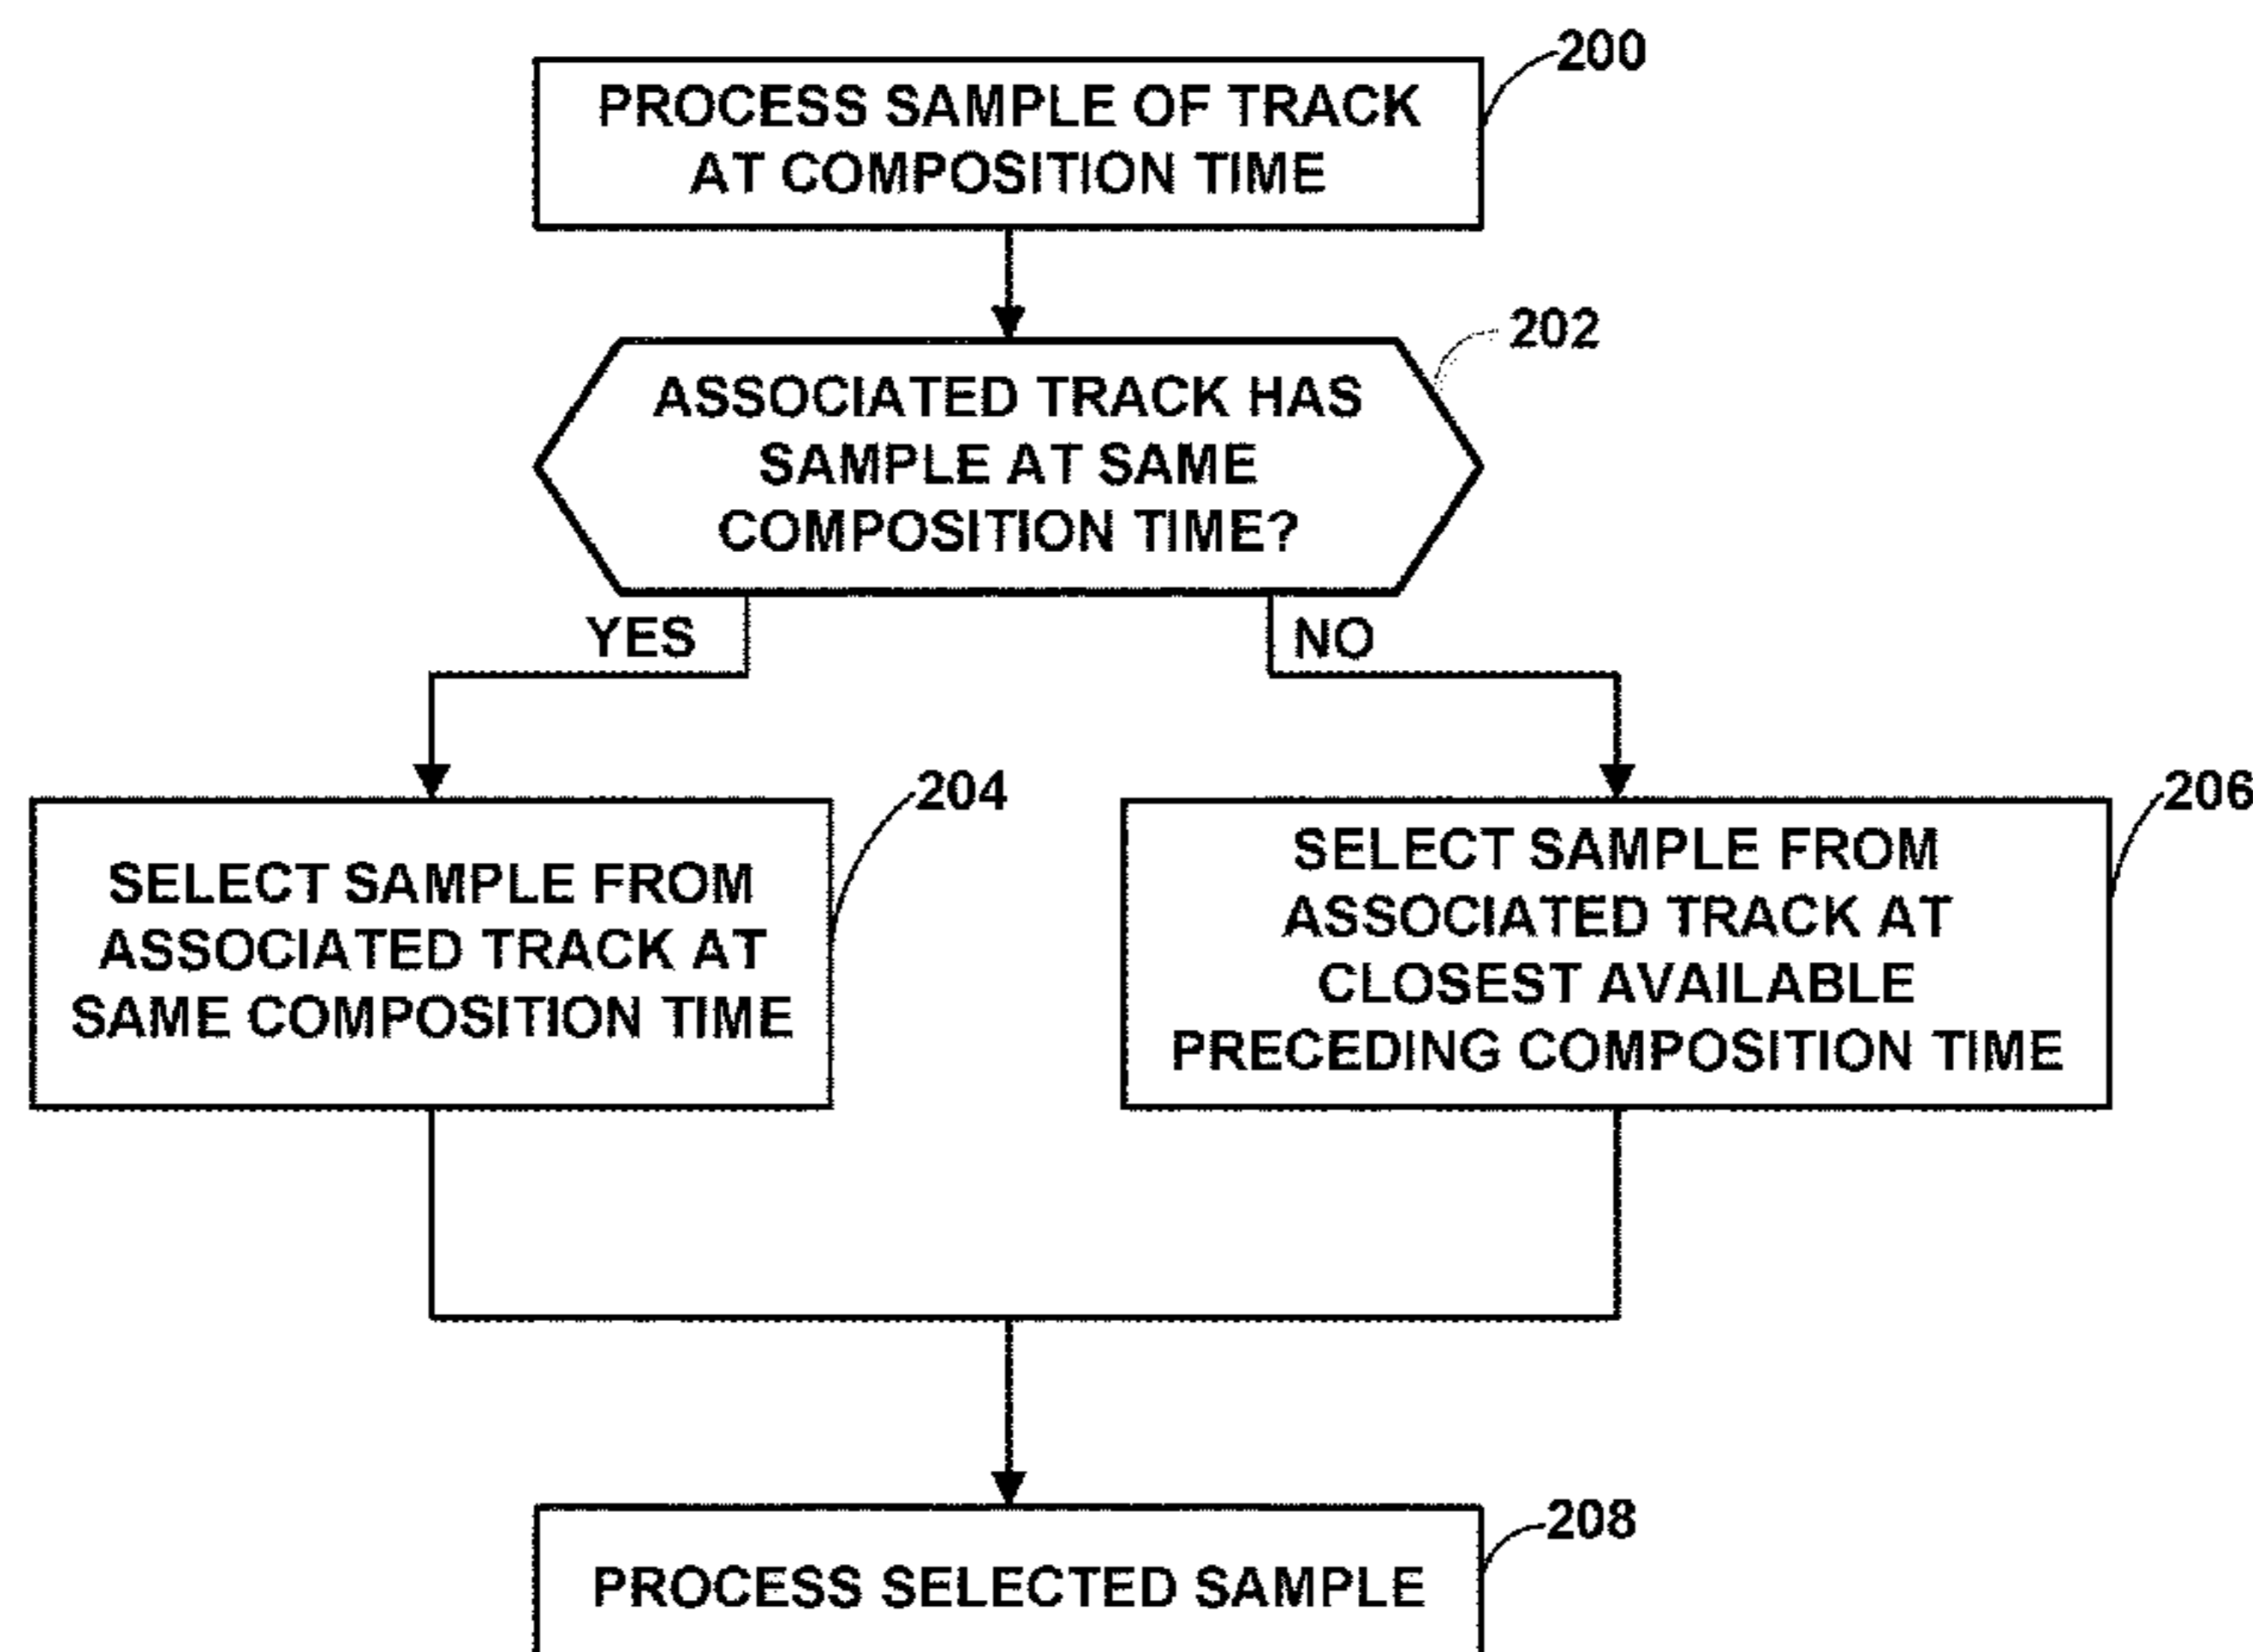 200
PROCESS SAMPLE OF TRACK
AT COMPOSITION TIME
202
ASSOCIATED TRACK HAS
SAMPLE AT SAME
COMPOSITION TIME?
YES
NO
204
SELECT SAMPLE FROM
ASSOCIATED TRACK AT
SAME COMPOSITION TIME
206
SELECT SAMPLE FROM
ASSOCIATED TRACK AT
CLOSEST AVAILABLE
PRECEDING COMPOSITION TIME
208
PROCESS SELECTED SAMPLE